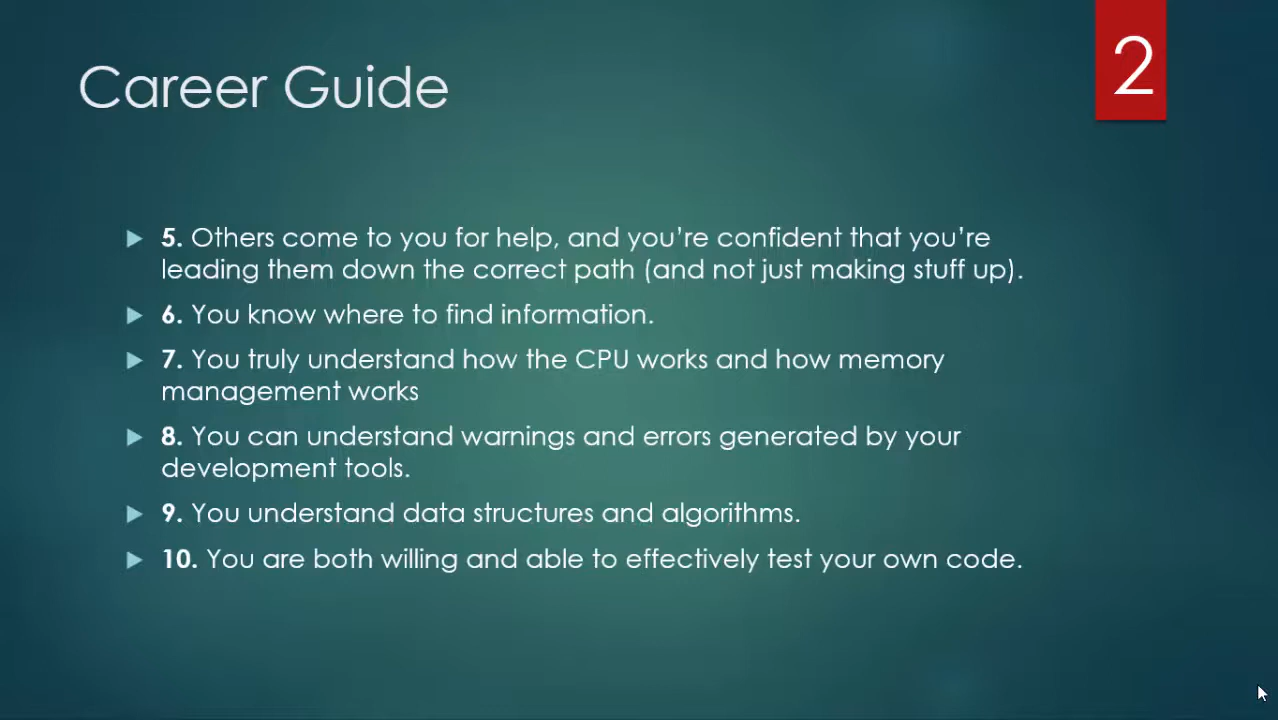 Career Guide
2
5. Others come to you for help, and you’re confident that you’re
leading them down the correct path (and not just making stuff up).
6. You know where to find information.
7. You truly understand how the CPU works and how memory
management works
8. You can understand warnings and errors generated by your
development tools.
9. You understand data structures and algorithms.
10. You are both willing and able to effectively test your own code.